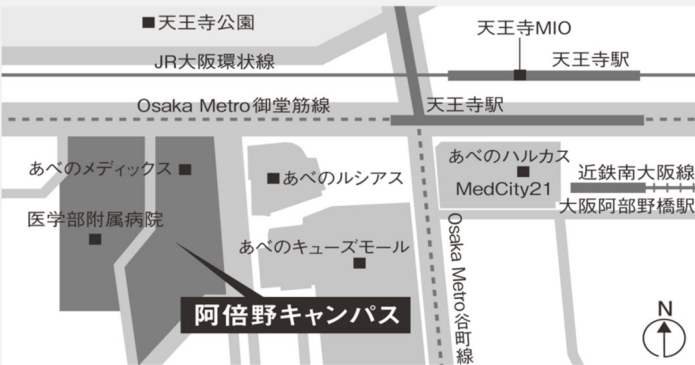 天王寺公園
天王寺MIO
JR大阪環状線
天王寺駅
Osaka Metro御堂筋線
天王寺駅
あべのメディックス
あべのルシアス
あべのハルカス
MedCity21
近鉄南大阪線
大阪阿部野橋駅
医学部附属病院
あべのキューズモール
Osaka Metro谷町線
阿倍野キャンパス
N